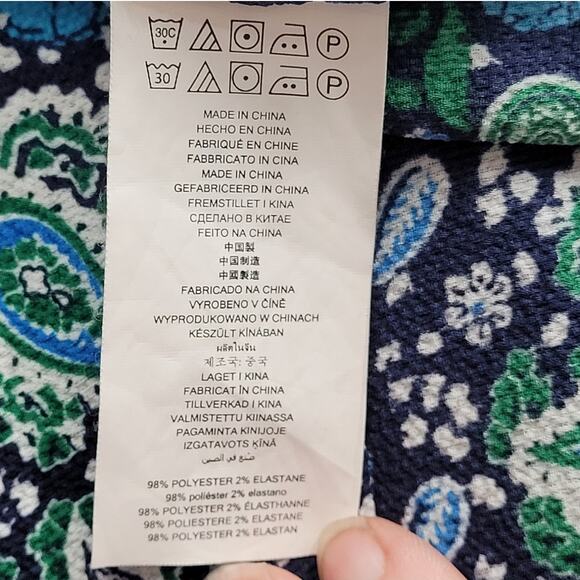 30C P
30 P
MADE IN CHINA
HECHO EN CHINA
FABRIQUÉ EN CHINE
FABBRICATO IN CINA
MADE IN CHINA
GEFABRICEERD IN CHINA
FREMSTILLET I KINA
СДЕЛАНО В КИТАЕ
FEITO NA CHINA
中国製
中国制造
中國製造
FABRICADO NA CHINA
VYROBENO V ČÍNĚ
WYPRODUKOWANO W CHINACH
KÉSZÜLT KÍNÁBAN
ผลิตในจีน
제조국: 중국
LAGET I KINA
FABRICAT ÎN CHINA
TILLVERKAD I KINA
VALMISTETTU KIINASSA
PAGAMINTA KINIJOJE
IZGATAVOTS ĶĪNĀ
صنع في الصين
98% POLYESTER 2% ELASTANE
98% poliéster 2% elastano
98% POLYESTER 2% ÉLASTHANNE
98% POLIESTERE 2% ELASTAN
98% POLYESTER 2% ELASTAN